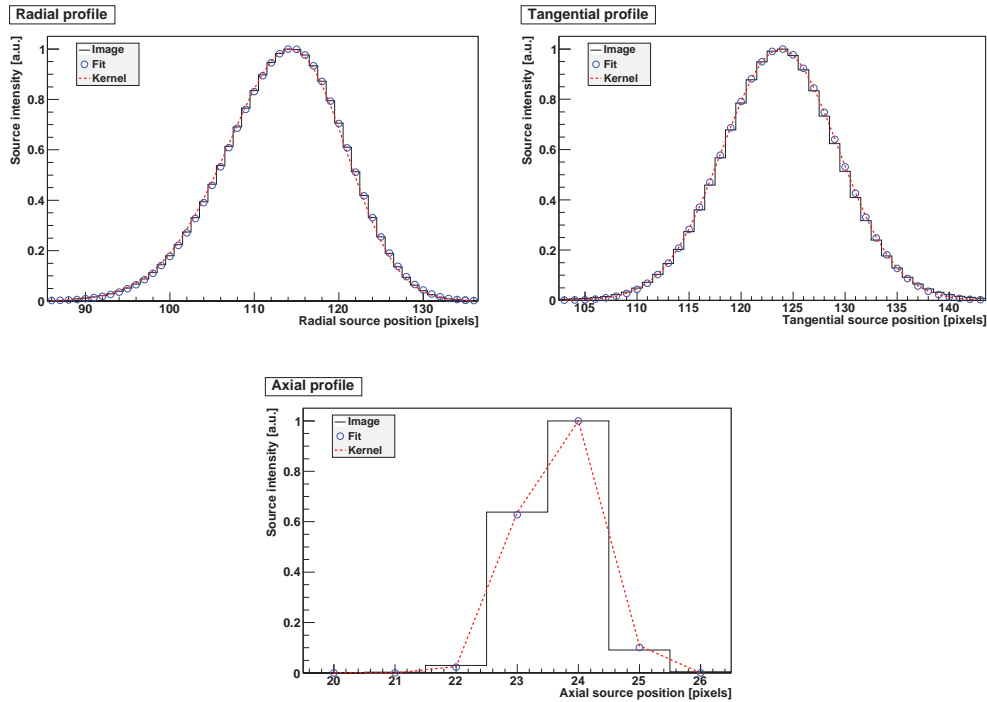 Radial profile
Source intensity [a.u.]
1
0.8
0.6
0.4
0.2
0
Image
Fit
Kernel
90 100 110 120 130
Radial source position [pixels]
Tangential profile
Source intensity [a.u.]
1
0.8
0.6
0.4
0.2
0
Image
Fit
Kernel
105 110 115 120 125 130 135 140
Tangential source position [pixels]
Axial profile
Source intensity [a.u.]
1
0.8
0.6
0.4
0.2
0
Image
Fit
Kernel
20 21 22 23 24 25 26
Axial source position [pixels]